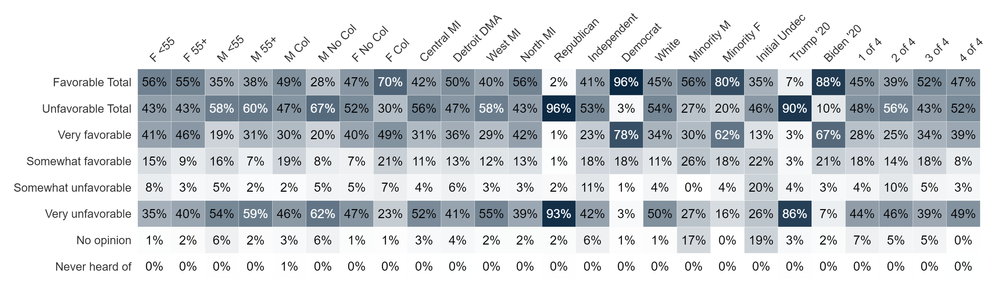 F <55 F 55+ M <55 M 55+ M Col M No Col F No Col F Col Central MI Detroit DMA West MI North MI Republican Independent Democrat White Minority M Minority F Initial Undec Trump '20 Biden '20 1 of 4 2 of 4 3 of 4 4 of 4
Favorable Total 56% 55% 35% 38% 49% 28% 47% 70% 42% 50% 40% 56% 2% 41% 96% 45% 56% 80% 35% 7% 88% 45% 39% 52% 47%
Unfavorable Total 43% 43% 58% 60% 47% 67% 52% 30% 56% 47% 58% 43% 96% 53% 3% 54% 27% 20% 46% 90% 10% 48% 56% 43% 52%
Very favorable 41% 46% 19% 31% 30% 20% 40% 49% 31% 36% 29% 42% 1% 23% 78% 34% 30% 62% 13% 3% 67% 28% 25% 34% 39%
Somewhat favorable 15% 9% 16% 7% 19% 8% 7% 21% 11% 13% 12% 13% 1% 18% 18% 11% 26% 18% 22% 3% 21% 18% 14% 18% 8%
Somewhat unfavorable 8% 3% 5% 2% 2% 5% 5% 7% 4% 6% 3% 3% 2% 11% 1% 4% 0% 4% 20% 4% 3% 4% 10% 5% 3%
Very unfavorable 35% 40% 54% 59% 46% 62% 47% 23% 52% 41% 55% 39% 93% 42% 3% 50% 27% 16% 26% 86% 7% 44% 46% 39% 49%
No opinion 1% 2% 6% 2% 3% 6% 1% 1% 3% 4% 2% 2% 2% 6% 1% 1% 17% 0% 19% 3% 2% 7% 5% 5% 0%
Never heard of 0% 0% 0% 0% 1% 0% 0% 0% 0% 0% 0% 0% 0% 0% 0% 0% 0% 0% 0% 0% 0% 0% 0% 0% 0%